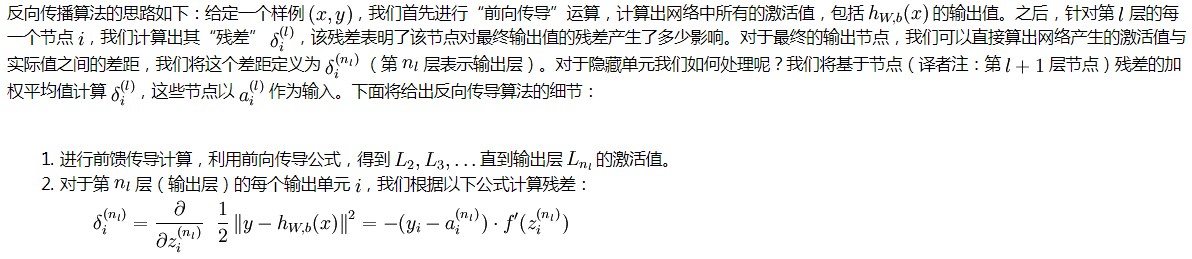 反向传播算法的思路如下：给定一个样例 (x, y)，我们首先进行“前向传导”运算，计算出网络中所有的激活值，包括 h_{W,b}(x) 的输出值。之后，针对第 l 层的每
一个节点 i，我们计算出其“残差” δ_i^{(l)}，该残差表明了该节点对最终输出值的残差产生了多少影响。对于最终的输出节点，我们可以直接算出网络产生的激活值与
实际值之间的差距，我们将这个差距定义为 δ_i^{(n_l)}（第 n_l 层表示输出层）。对于隐藏单元我们如何处理呢？我们将基于节点（译者注：第 l + 1 层节点）残差的加
权平均值计算 δ_i^{(l)}，这些节点以 a_i^{(l)} 作为输入。下面将给出反向传导算法的细节：
1. 进行前馈传导计算，利用前向传导公式，得到 L_2, L_3, . . . 直到输出层 L_{n_l} 的激活值。
2. 对于第 n_l 层（输出层）的每个输出单元 i，我们根据以下公式计算残差：
δ_i^{(n_l)} = ∂/∂z_i^{(n_l)} 1/2 ‖y − h_{W,b}(x)‖² = −(y_i − a_i^{(n_l)}) · f′(z_i^{(n_l)})